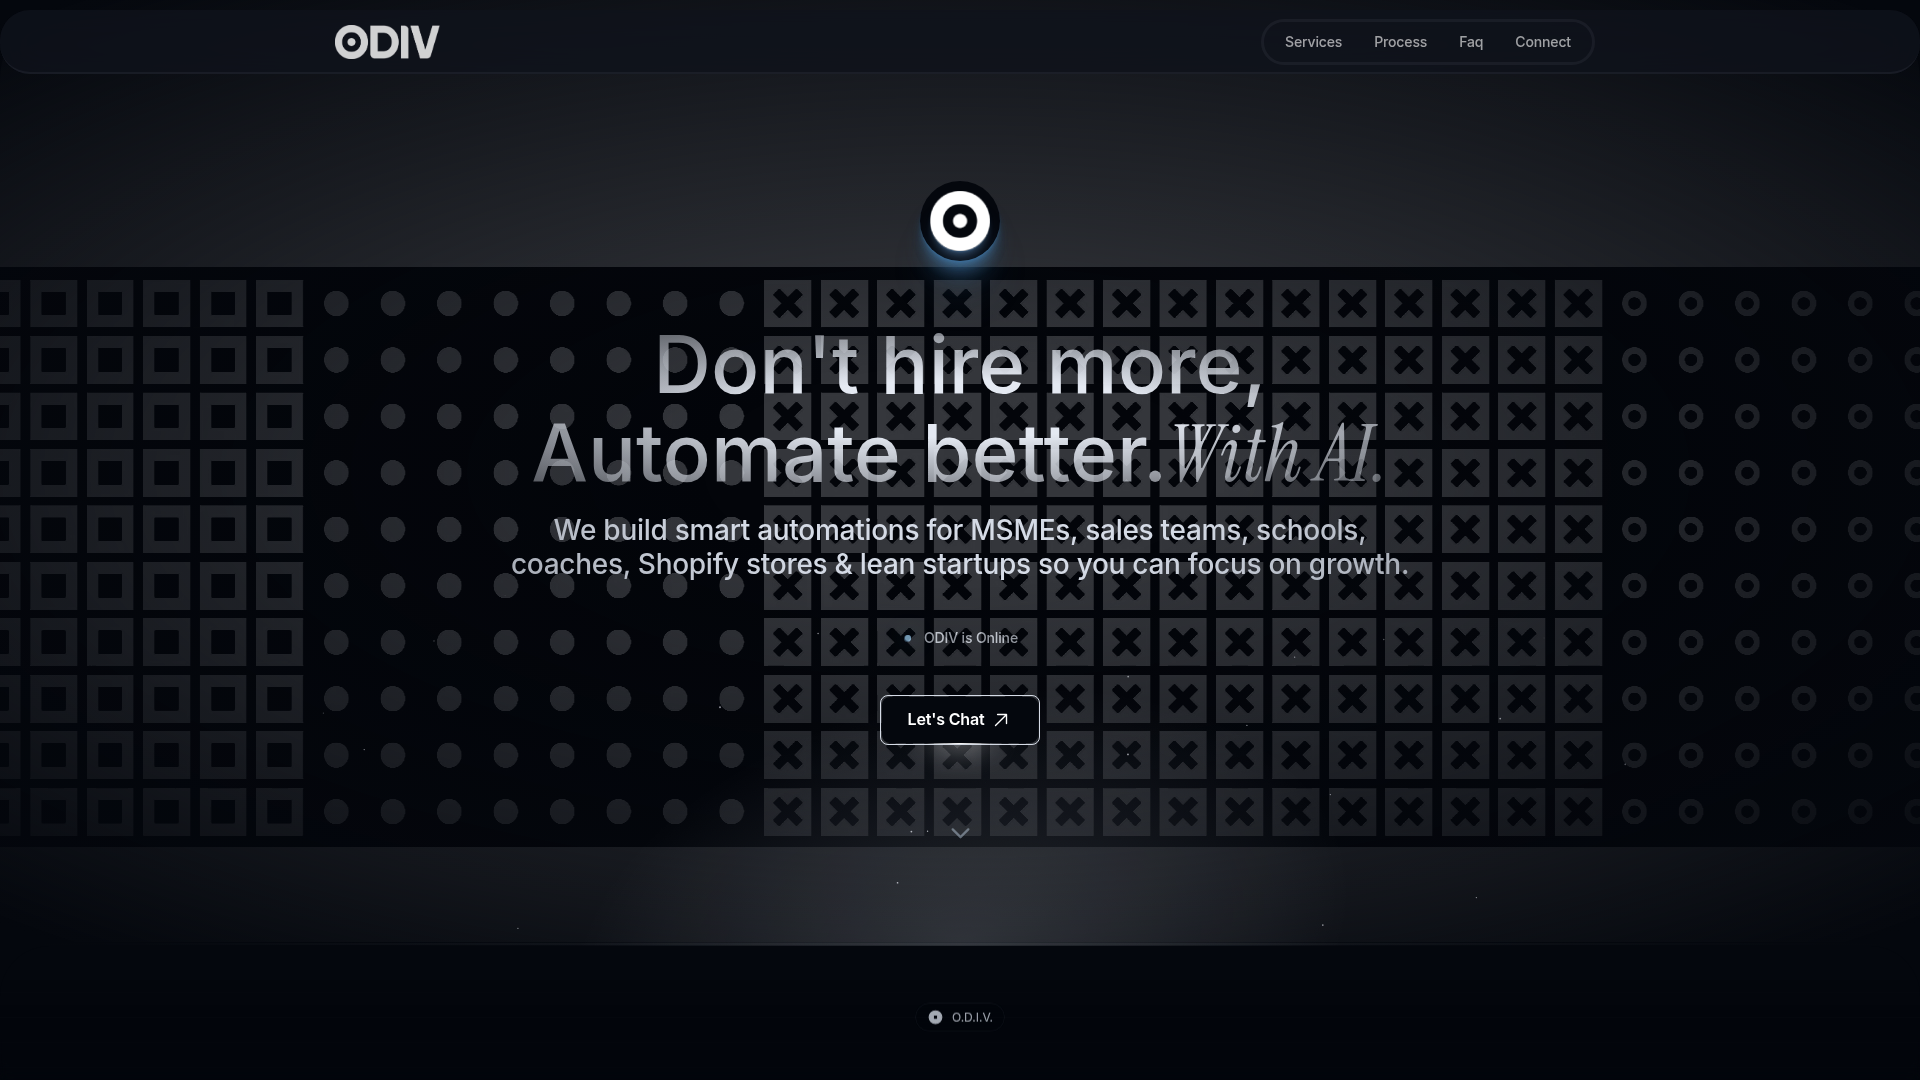 ODIV
Services Process Faq Connect
Don't hire more,
Automate better. With AI.
We build smart automations for MSMEs, sales teams, schools,
coaches, Shopify stores & lean startups so you can focus on growth.
ODIV is Online
Let's Chat
O.D.I.V.